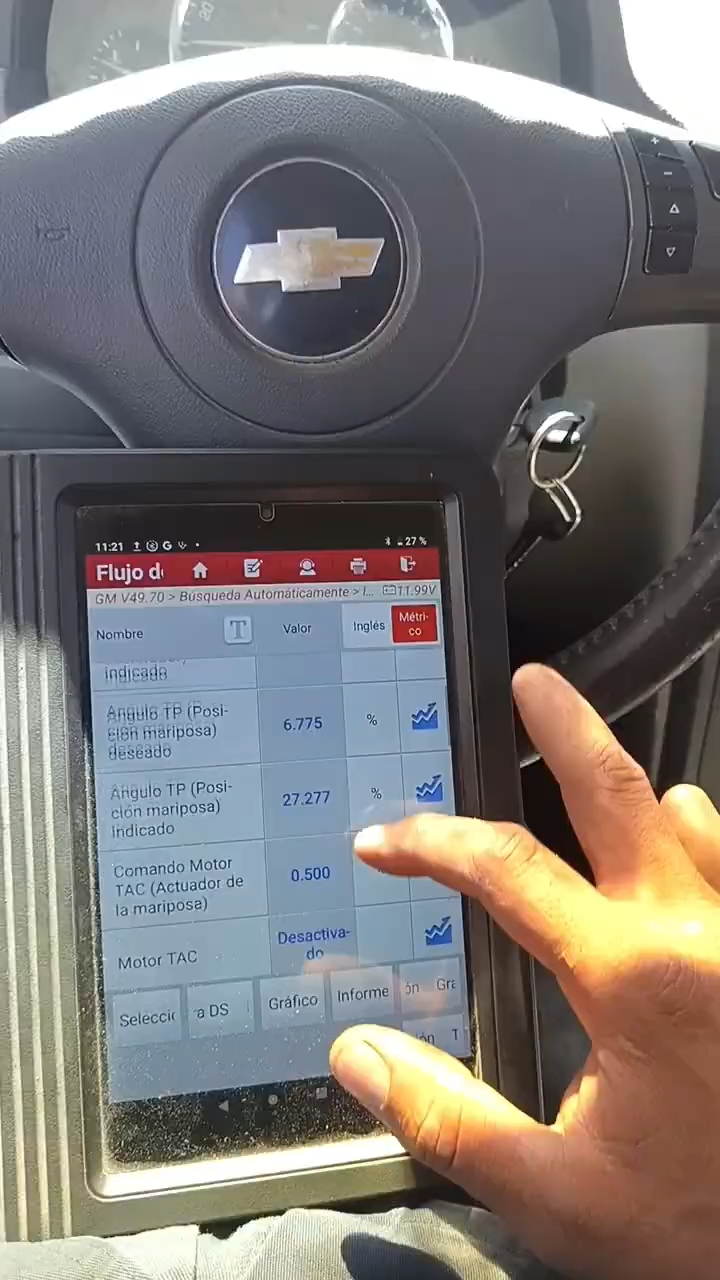 11:21
27 %
Flujo d
GM V49.70 > Búsqueda Automáticamente > I... 11.99V
Nombre
T
Valor
Inglés
Métri-
co
Indicado
Angulo TP (Posi-
ción mariposa)
deseado
6.775
%
Angulo TP (Posi-
ción mariposa)
Indicado
27.277
%
Comando Motor
TAC (Actuador de
la mariposa)
0.500
Motor TAC
Desactiva-
do
Selecció
a DS
Gráfico
Informe
ón
Gra
ión
T